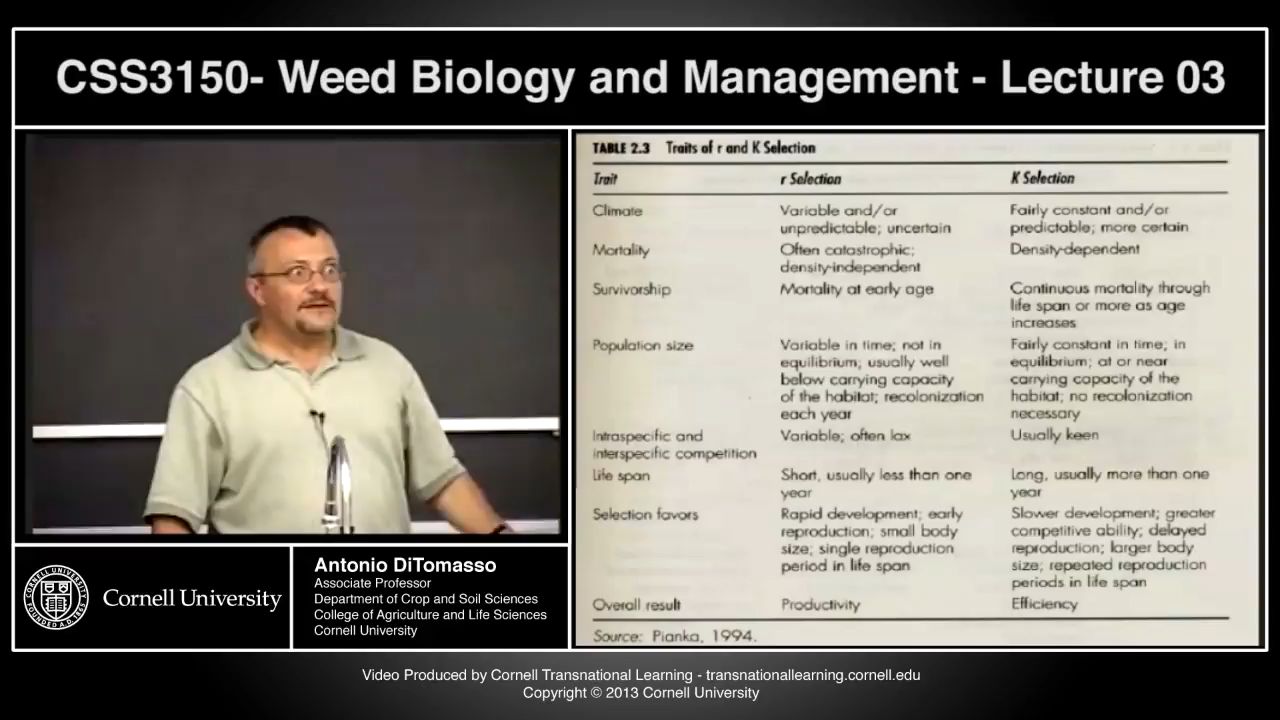 CSS3150- Weed Biology and Management - Lecture 03
TABLE 2.3 Traits of r and K Selection
Trait r Selection K Selection
Climate Variable and/or Fairly constant and/or
unpredictable; uncertain predictable; more certain
Mortality Often catastrophic; Density-dependent
density-independent
Survivorship Mortality at early age Continuous mortality through
life span or more as age
increases
Population size Variable in time; not in Fairly constant in time; in
equilibrium; usually well equilibrium; at or near
below carrying capacity carrying capacity of the
of the habitat; recolonization habitat; no recolonization
each year necessary
Intraspecific and Variable; often lax Usually keen
interspecific competition
Life span Short, usually less than one Long, usually more than one
year year
Selection favors Rapid development; early Slower development; greater
reproduction; small body competitive ability; delayed
size; single reproduction reproduction; larger body
period in life span size; repeated reproduction
periods in life span
Overall result Productivity Efficiency
Source: Pianka, 1994.
Cornell University
Antonio DiTomasso
Associate Professor
Department of Crop and Soil Sciences
College of Agriculture and Life Sciences
Cornell University
Video Produced by Cornell Transnational Learning - transnationallearning.cornell.edu
Copyright © 2013 Cornell University